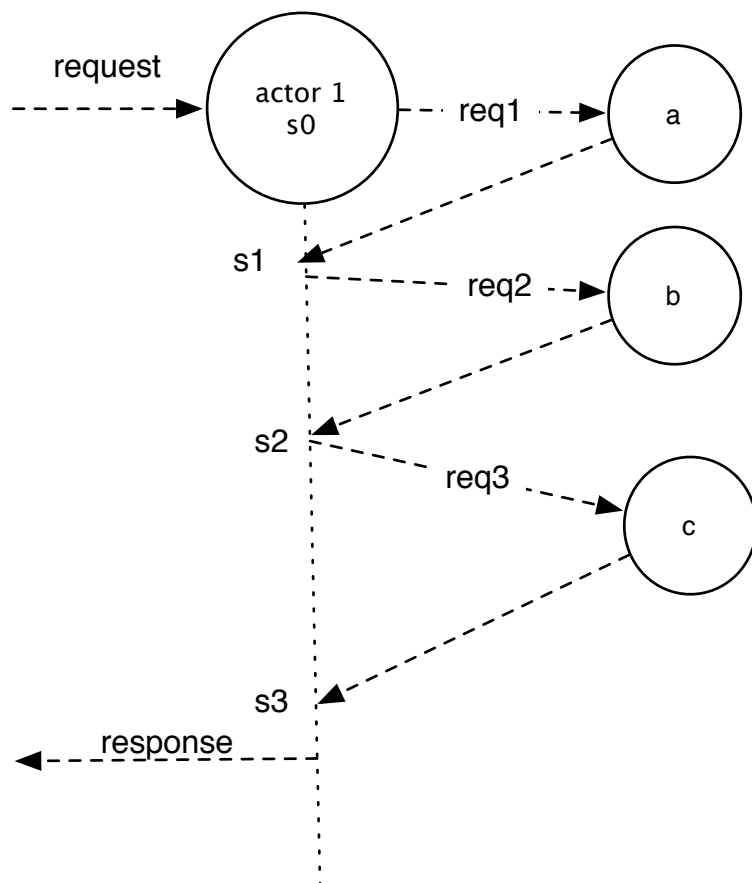 request
actor 1
s0
req1
a
s1
req2
b
s2
req3
c
s3
response